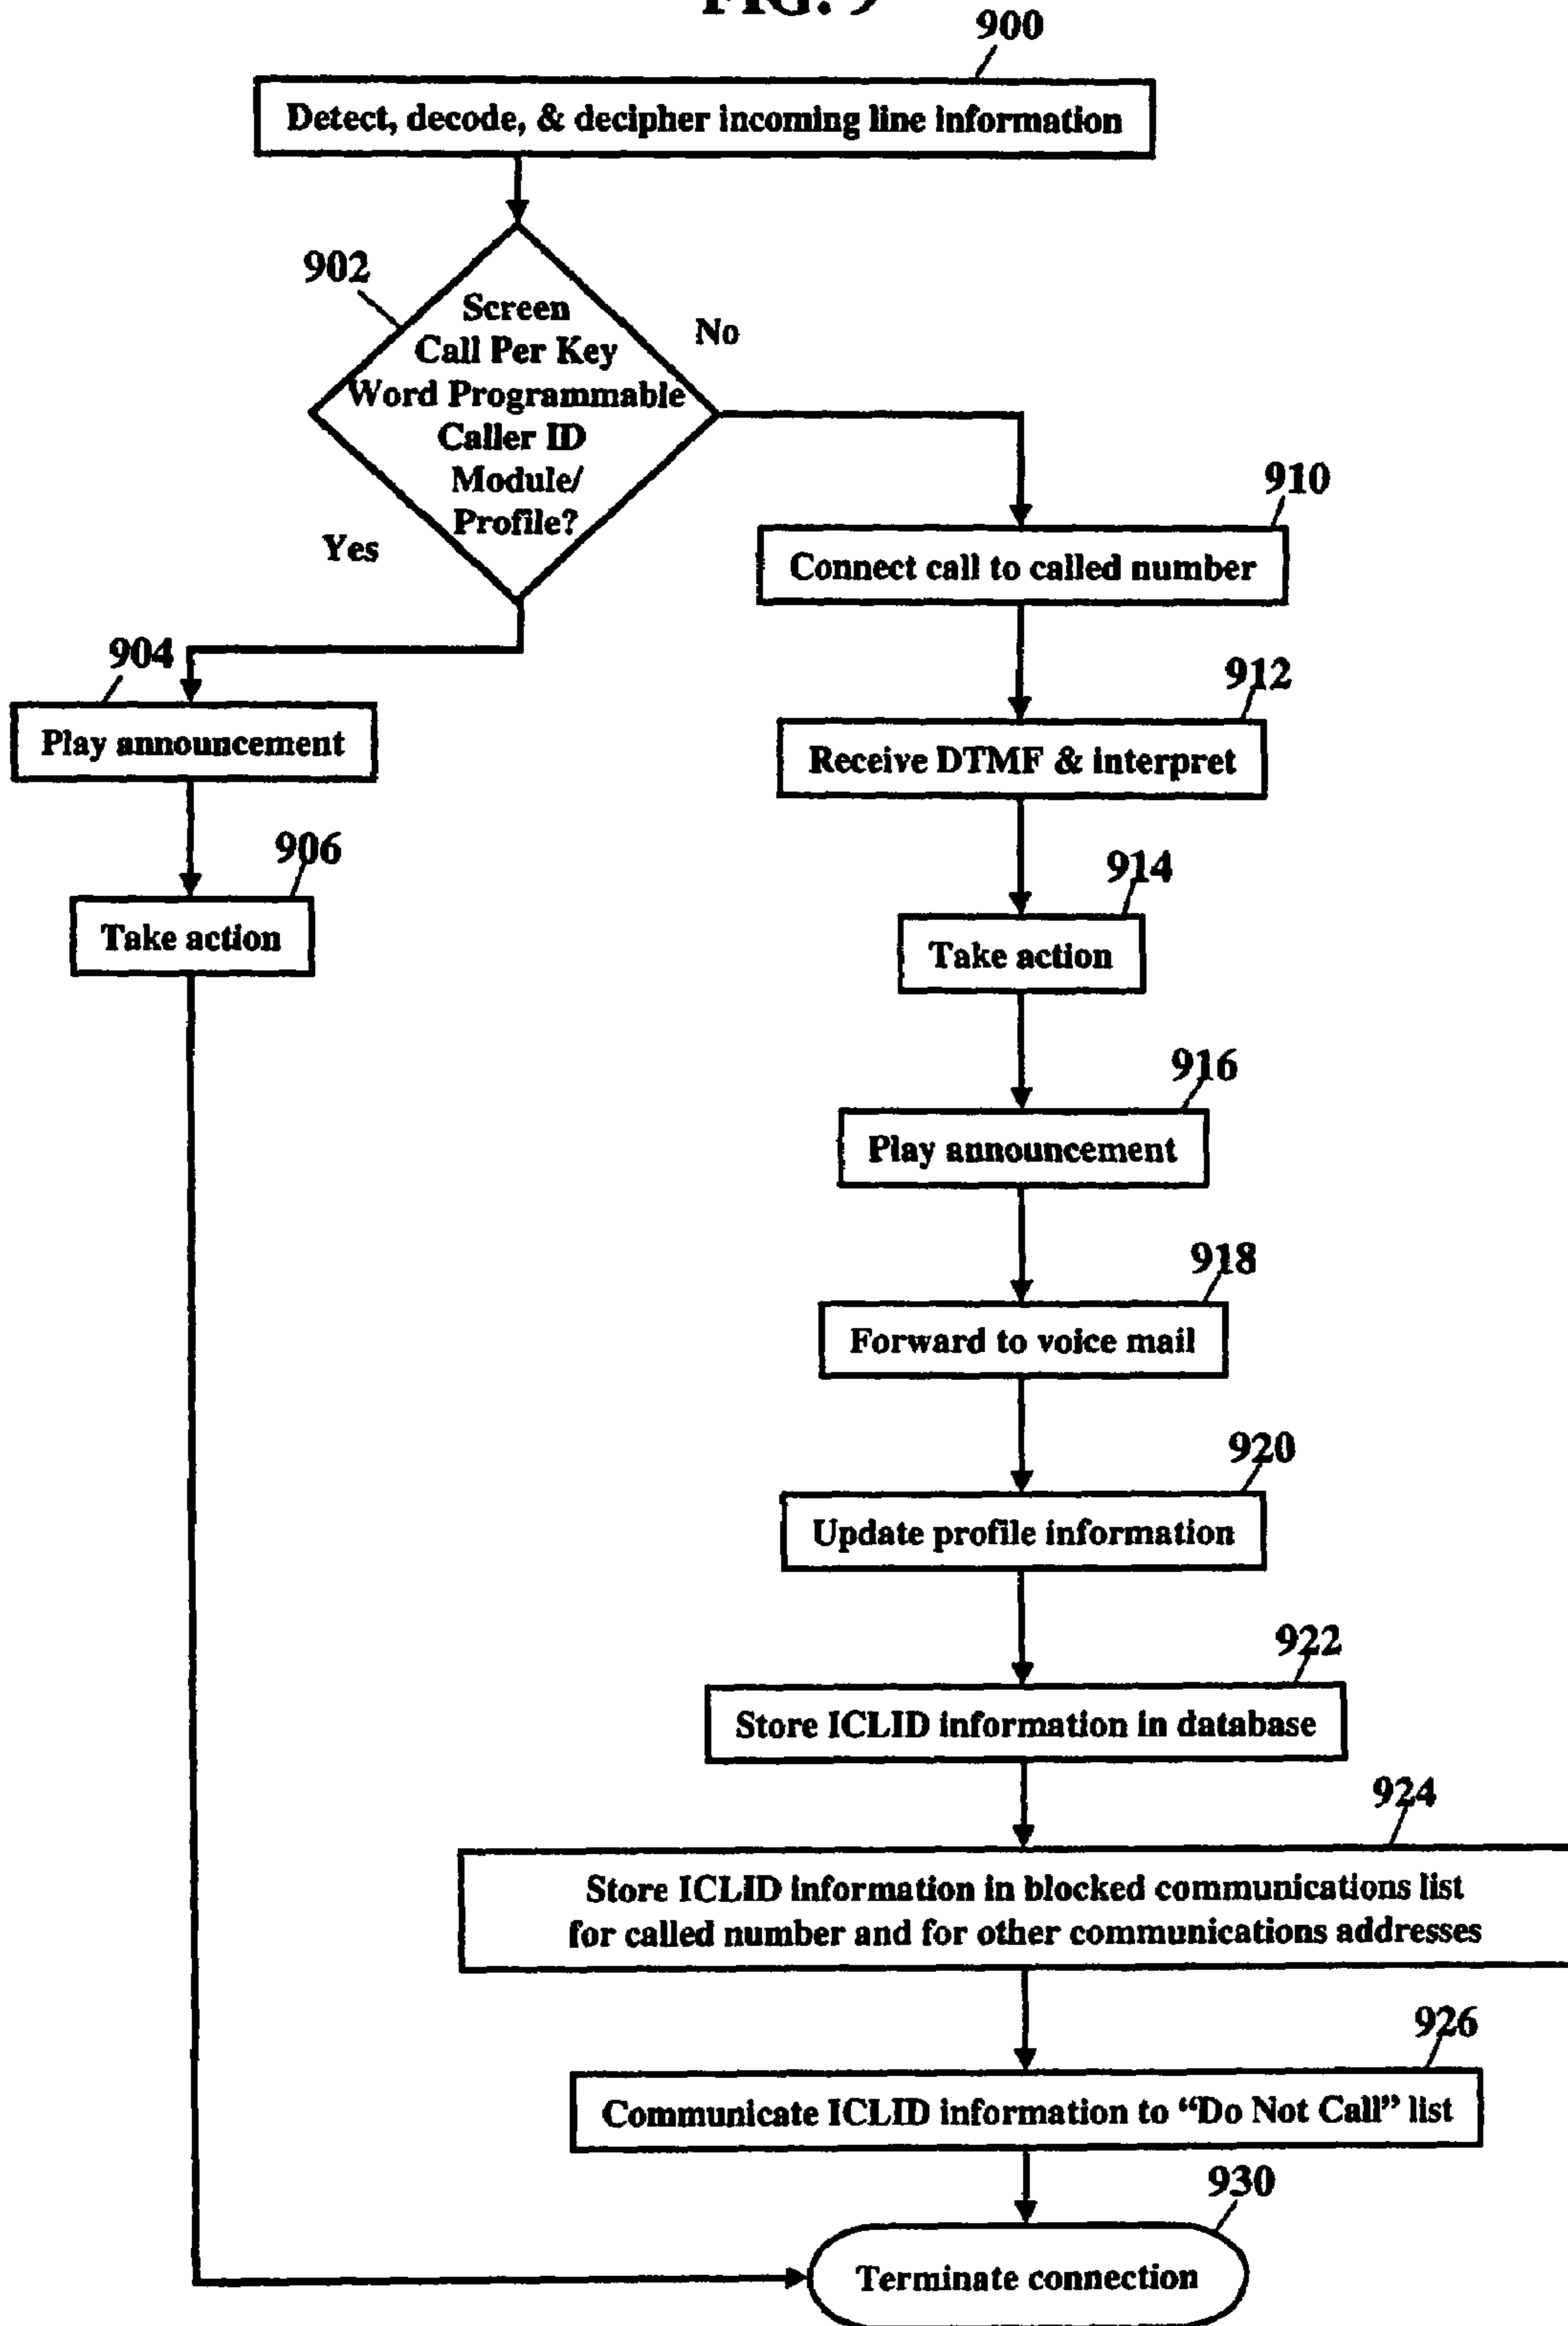 FIG. 9
900
Detect, decode, & decipher incoming line information
902
Screen
Call Per Key
Word Programmable
Caller ID
Module/
Profile?
No
Yes
910
Connect call to called number
904
Play announcement
912
Receive DTMF & interpret
906
Take action
914
Take action
916
Play announcement
918
Forward to voice mail
920
Update profile information
922
Store ICLID information in database
924
Store ICLID information in blocked communications list
for called number and for other communications addresses
926
Communicate ICLID information to “Do Not Call” list
930
Terminate connection